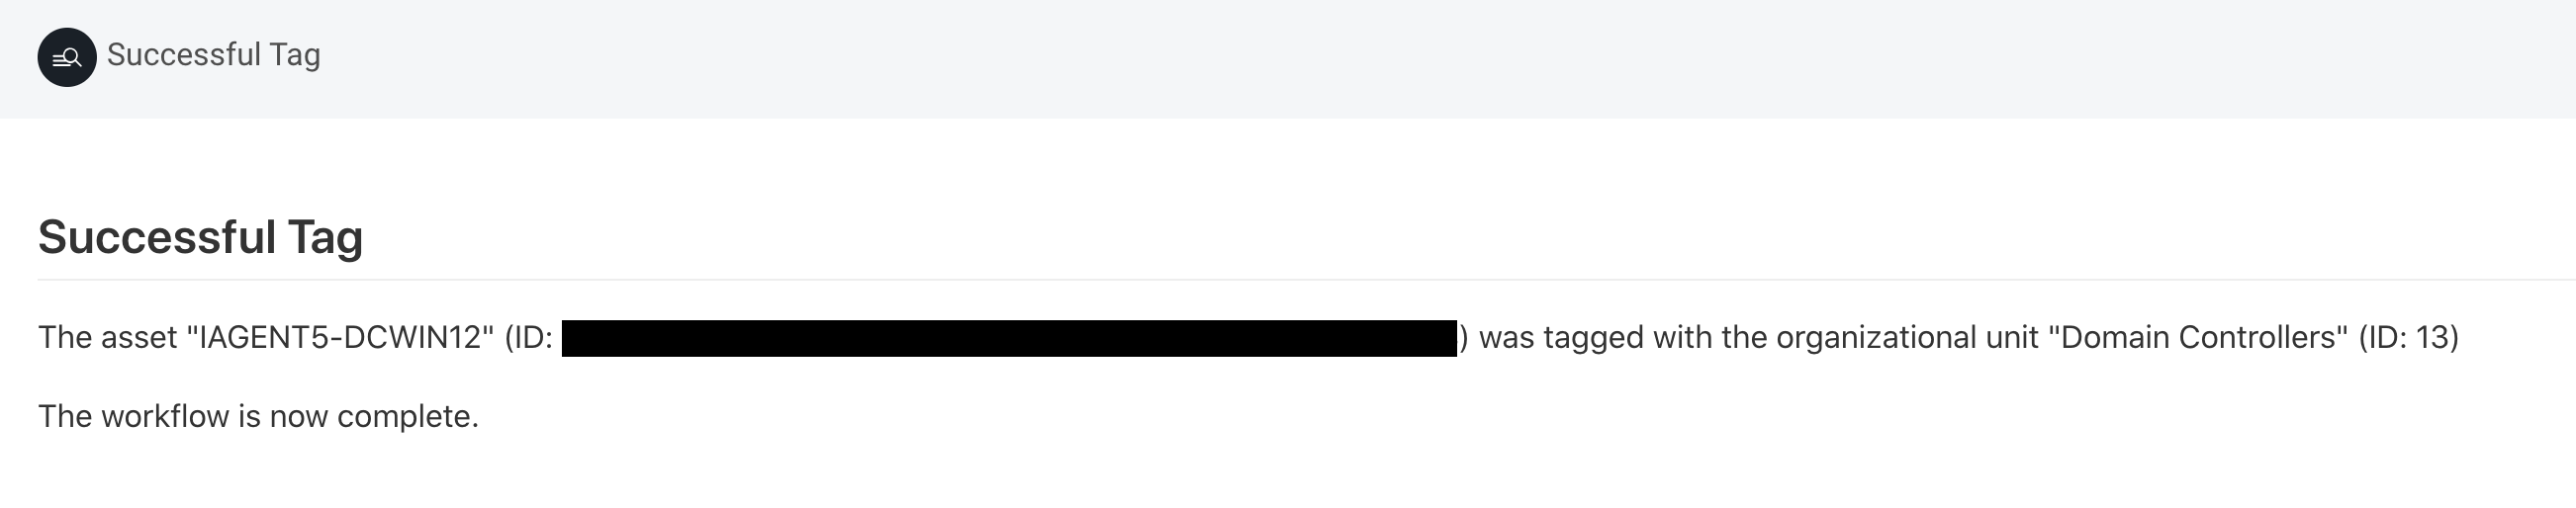 Successful Tag
Successful Tag
The asset "IAGENT5-DCWIN12" (ID: ) was tagged with the organizational unit "Domain Controllers" (ID: 13)
The workflow is now complete.